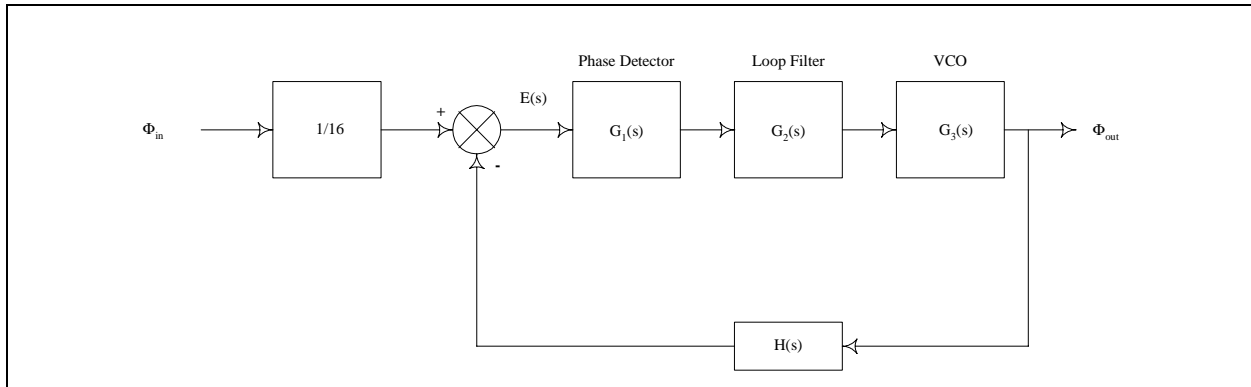 Phase Detector
Loop Filter
VCO
E(s)
+
Φin
1/16
G1(s)
G2(s)
G3(s)
Φout
-
H(s)